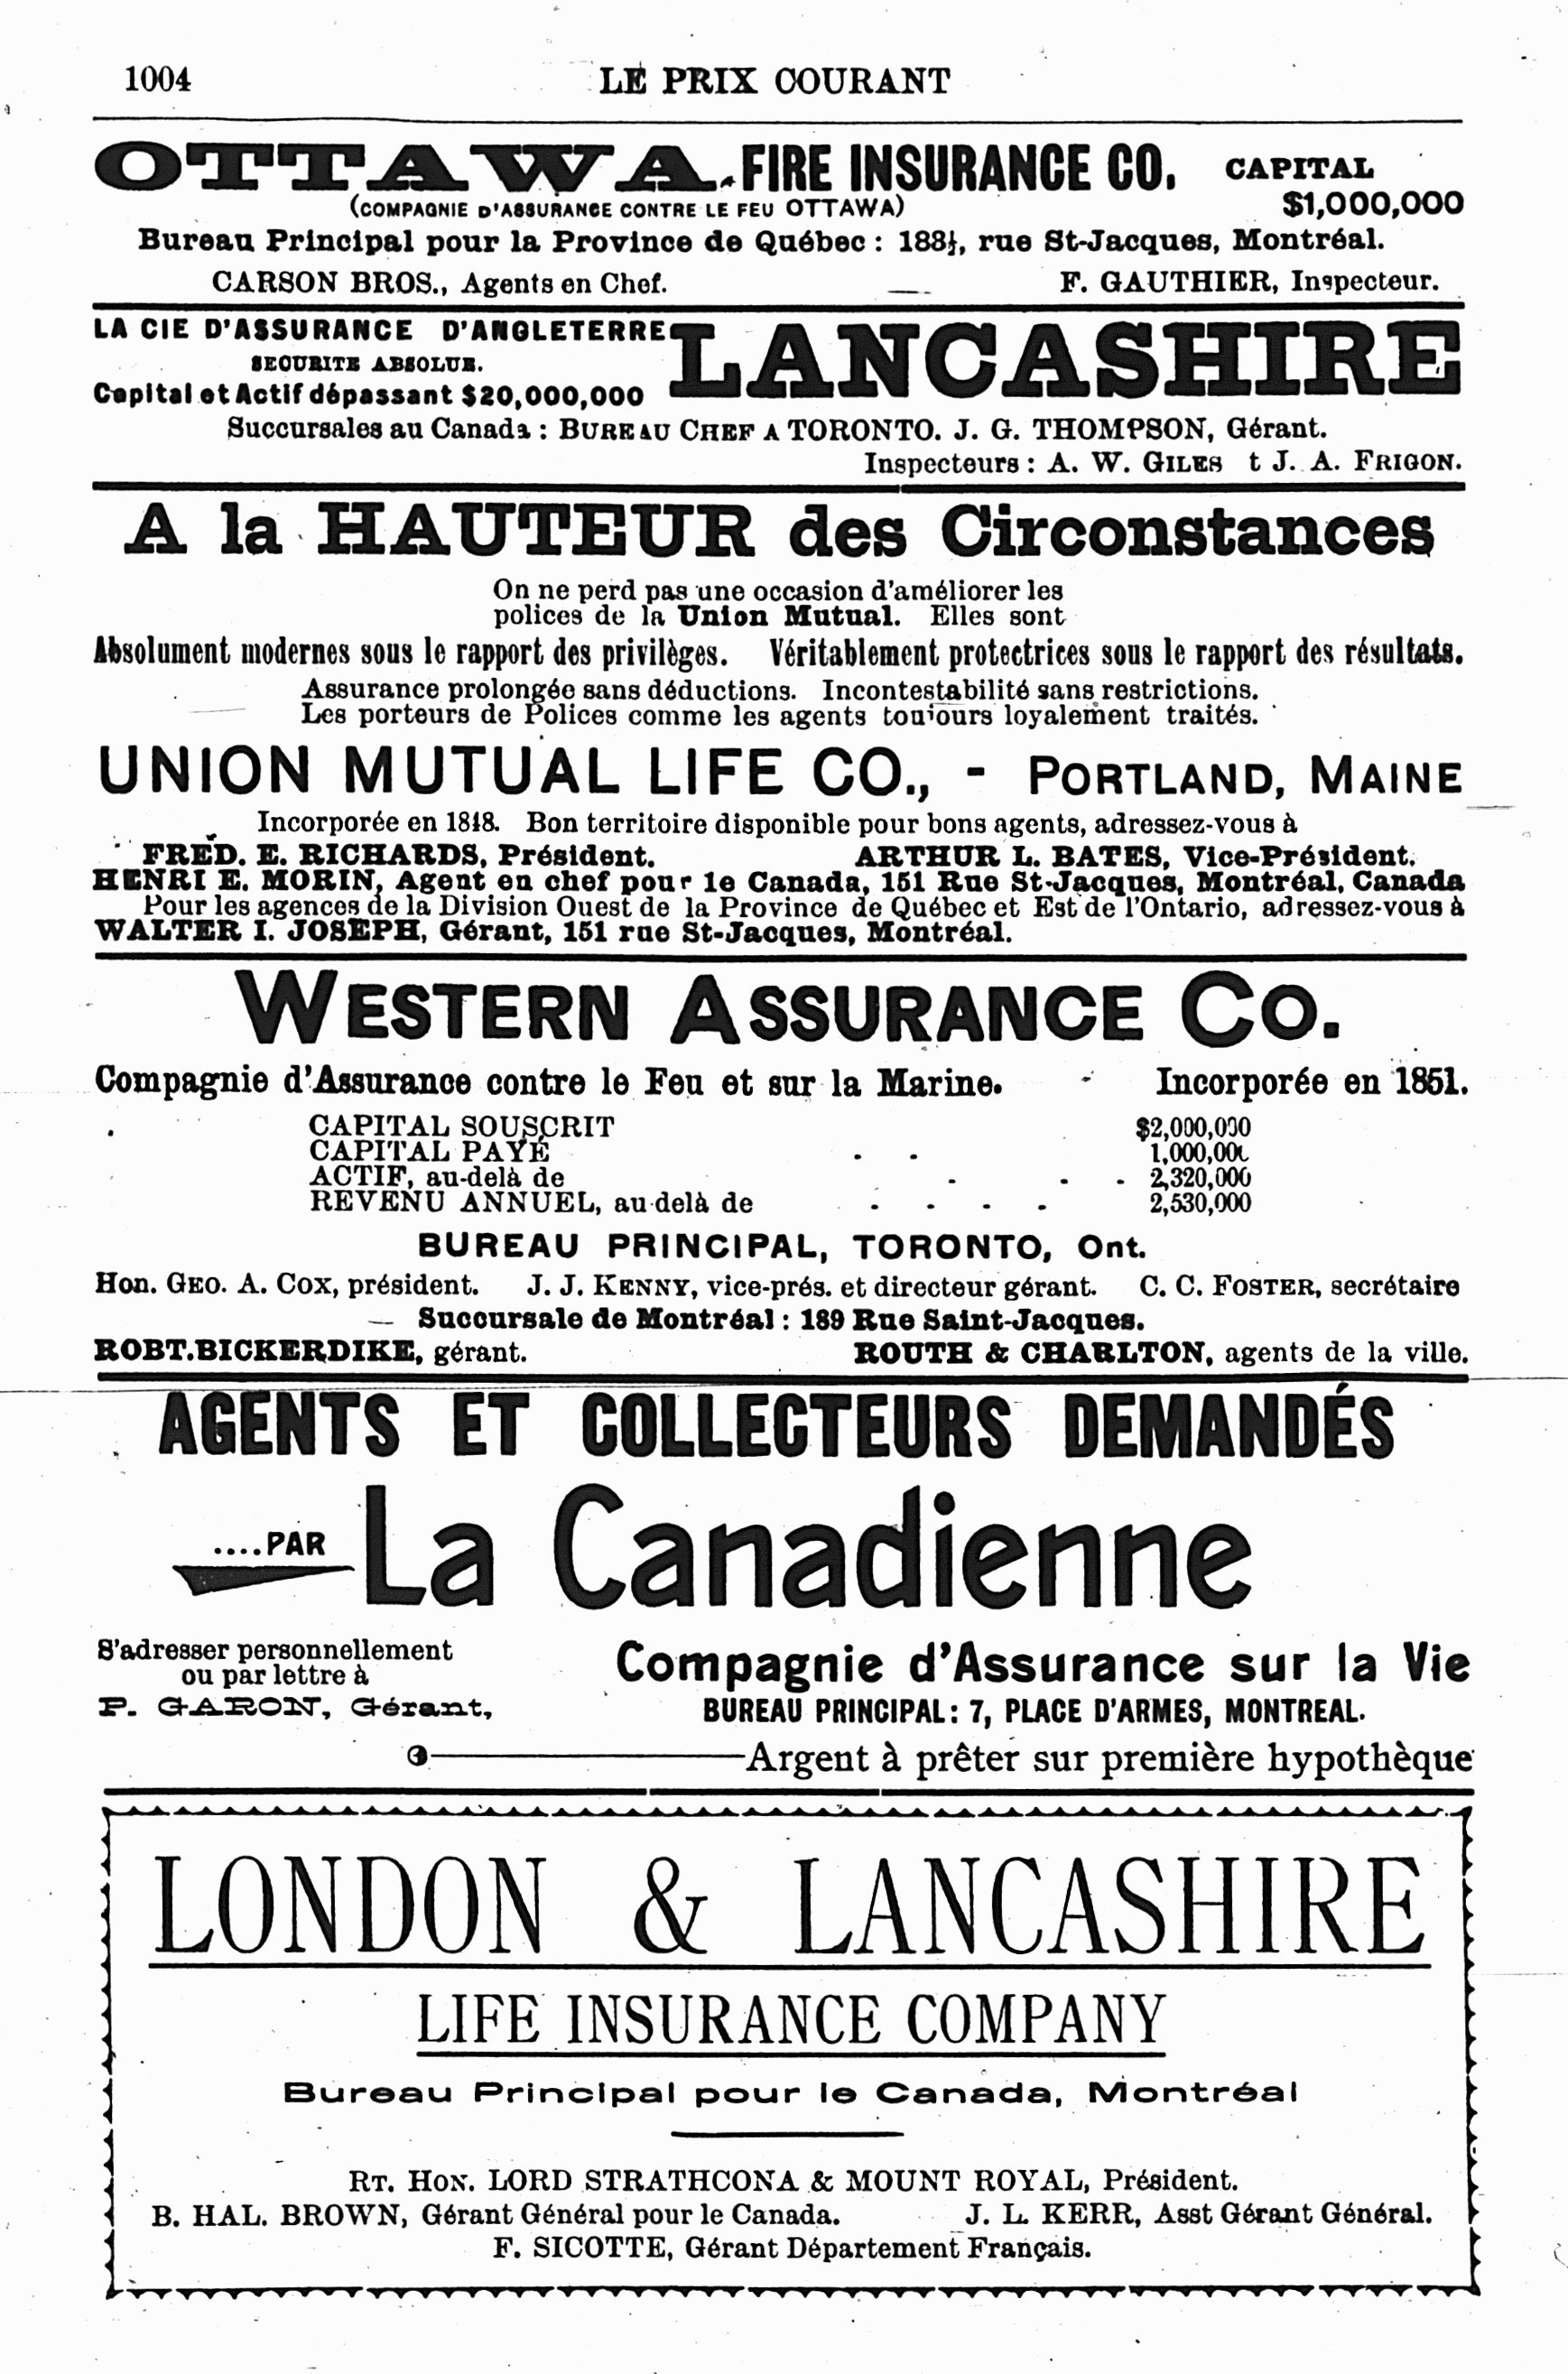 1004
LE PRIX COURANT
OTTAWA FIRE INSURANCE CO. CAPITAL
(COMPAGNIE D'ASSURANCE CONTRE LE FEU OTTAWA) $1,000,000
Bureau Principal pour la Province de Québec : 188½, rue St-Jacques, Montréal.
CARSON BROS., Agents en Chef. F. GAUTHIER, Inspecteur.
LA CIE D'ASSURANCE D'ANGLETERRE LANCASHIRE
SECURITE ABSOLUE.
Capital et Actif dépassant $20,000,000
Succursales au Canada : BUREAU CHEF A TORONTO. J. G. THOMPSON, Gérant.
Inspecteurs : A. W. GILES t J. A. FRIGON.
A la HAUTEUR des Circonstances
On ne perd pas une occasion d'améliorer les
polices de la Union Mutual. Elles sont
Absolument modernes sous le rapport des privilèges. Véritablement protectrices sous le rapport des résultats.
Assurance prolongée sans déductions. Incontestabilité sans restrictions.
Les porteurs de Polices comme les agents toujours loyalement traités.
UNION MUTUAL LIFE CO., - PORTLAND, MAINE
Incorporée en 1848. Bon territoire disponible pour bons agents, adressez-vous à
FRED. E. RICHARDS, Président. ARTHUR L. BATES, Vice-Président.
HENRI E. MORIN, Agent en chef pour le Canada, 151 Rue St-Jacques, Montréal, Canada
Pour les agences de la Division Ouest de la Province de Québec et Est de l'Ontario, adressez-vous à
WALTER I. JOSEPH, Gérant, 151 rue St-Jacques, Montréal.
WESTERN ASSURANCE CO.
Compagnie d'Assurance contre le Feu et sur la Marine. - Incorporée en 1851.
CAPITAL SOUSCRIT $2,000,000
CAPITAL PAYÉ - - 1,000,000
ACTIF, au-delà de - - - 2,320,000
REVENU ANNUEL, au-delà de - - - - 2,530,000
BUREAU PRINCIPAL, TORONTO, Ont.
Hon. GEO. A. COX, président. J. J. KENNY, vice-prés. et directeur gérant. C. C. FOSTER, secrétaire
Succursale de Montréal : 189 Rue Saint-Jacques.
ROBT. BICKERDIKE, gérant. ROUTH & CHARLTON, agents de la ville.
AGENTS ET COLLECTEURS DEMANDÉS
....PAR La Canadienne
S'adresser personnellement
ou par lettre à
P. GARON, Gérant,
Compagnie d'Assurance sur la Vie
BUREAU PRINCIPAL: 7, PLACE D'ARMES, MONTREAL.
Argent à prêter sur première hypothèque
LONDON & LANCASHIRE
LIFE INSURANCE COMPANY
Bureau Principal pour le Canada, Montréal
RT. HON. LORD STRATHCONA & MOUNT ROYAL, Président.
B. HAL. BROWN, Gérant Général pour le Canada. J. L. KERR, Asst Gérant Général.
F. SICOTTE, Gérant Département Français.